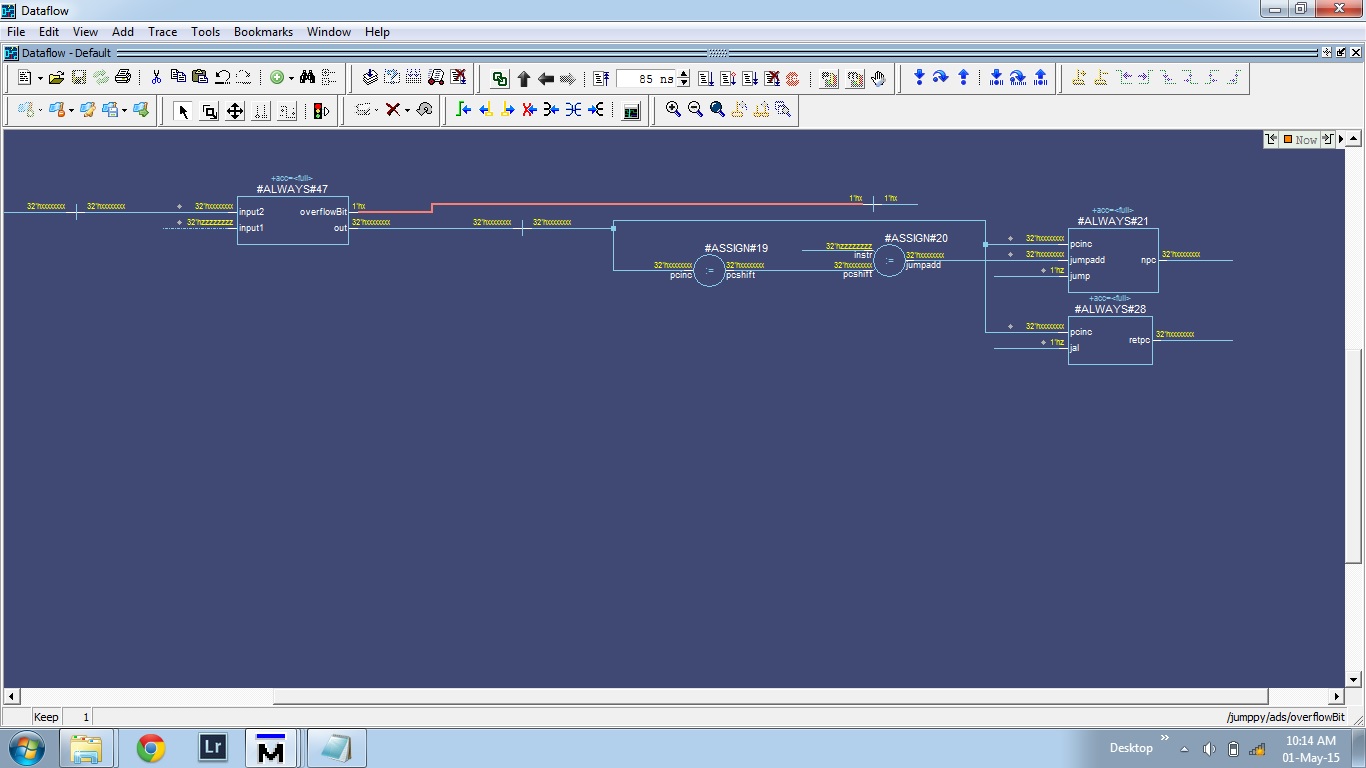 Dataflow
File Edit View Add Trace Tools Bookmarks Window Help
Dataflow - Default
85 ns
Now
+acc=<full>
#ALWAYS#47
32'hxxxxxxxx 32'hxxxxxxxx 32'hxxxxxxxx input2 overflowBit 1'hx 1'hx 1'hx
32'hzzzzzzzz input1 out 32'hxxxxxxxx 32'hxxxxxxxx 32'hxxxxxxxx
#ASSIGN#19
32'hxxxxxxxx pcinc := 32'hxxxxxxxx pcshift
#ASSIGN#20
32'hzzzzzzzz instr
32'hxxxxxxxx pcshift := 32'hxxxxxxxx jumpadd
+acc=<full>
#ALWAYS#21
32'hxxxxxxxx pcinc
32'hxxxxxxxx jumpadd npc 32'hxxxxxxxx
1'hz jump
+acc=<full>
#ALWAYS#28
32'hxxxxxxxx pcinc
1'hz jal retpc 32'hxxxxxxxx
Keep 1 /jumppy/ads/overflowBit
Lr M Desktop 10:14 AM
01-May-15